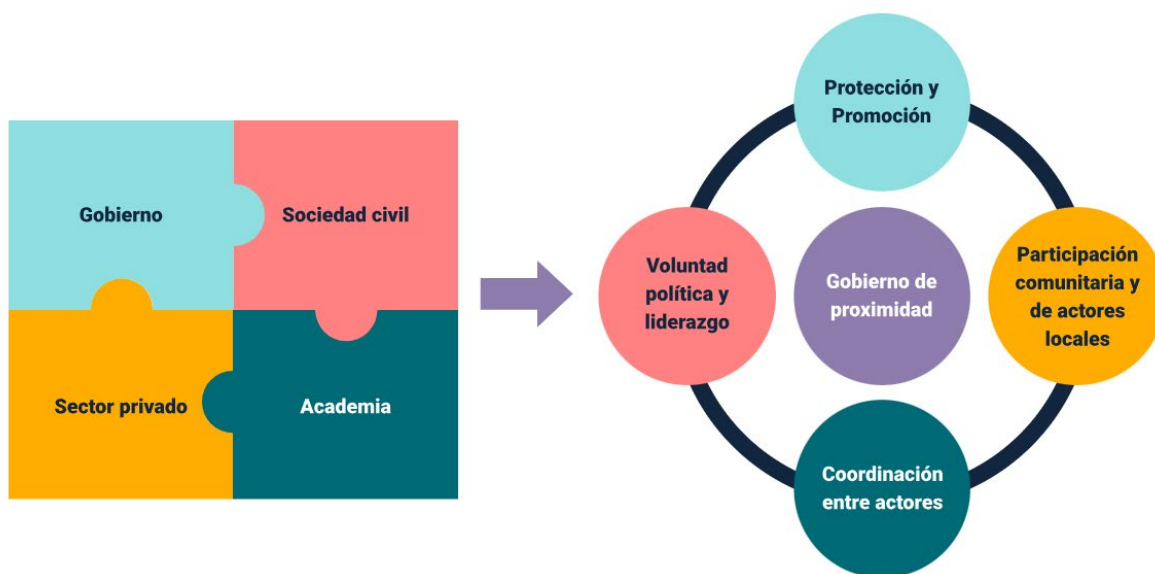 Gobierno
Sociedad civil
Sector privado
Academia
Protección y
Promoción
Voluntad
política y
liderazgo
Gobierno de
proximidad
Participación
comunitaria y
de actores
locales
Coordinación
entre actores